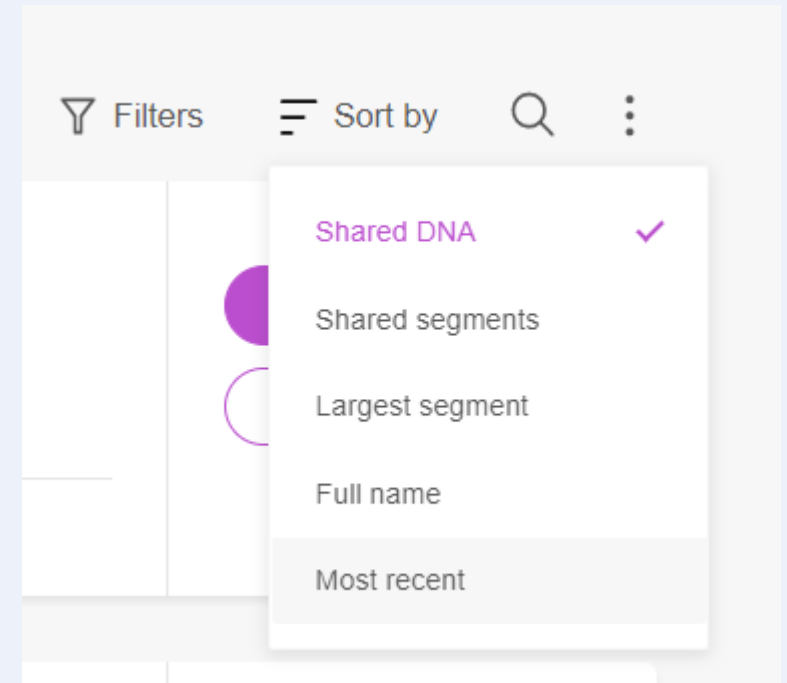 Filters Sort by
Shared DNA
Shared segments
Largest segment
Full name
Most recent